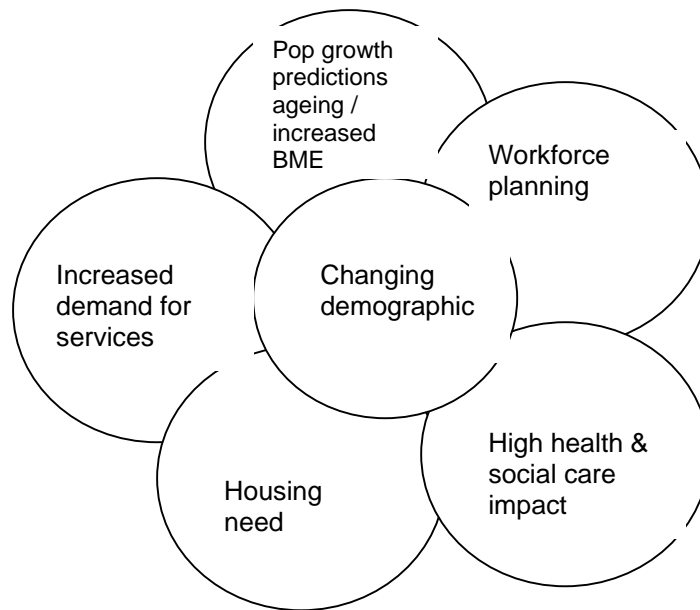 Pop growth
predictions
ageing /
increased
BME
Workforce
planning
Increased
demand for
services
Changing
demographic
High health &
social care
impact
Housing
need